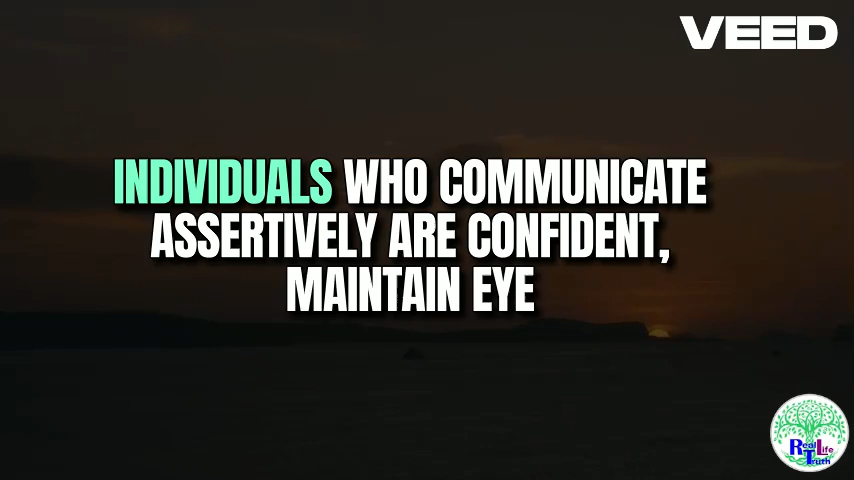 VEED
INDIVIDUALS WHO COMMUNICATE
ASSERTIVELY ARE CONFIDENT,
MAINTAIN EYE
Real Life
Truth